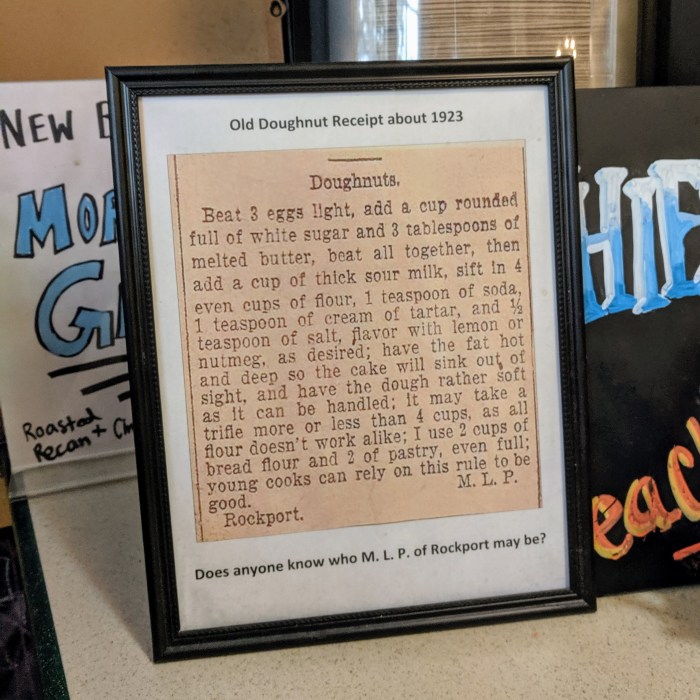 Old Doughnut Receipt about 1923
Doughnuts.
Beat 3 eggs light, add a cup rounded
full of white sugar and 3 tablespoons of
melted butter, beat all together, then
add a cup of thick sour milk, sift in 4
even cups of flour, 1 teaspoon of soda,
1 teaspoon of cream of tartar, and ½
teaspoon of salt, flavor with lemon or
nutmeg, as desired; have the fat hot
and deep so the cake will sink out of
sight, and have the dough rather soft
as it can be handled; it may take a
trifle more or less than 4 cups, as all
flour doesn't work alike; I use 2 cups of
bread flour and 2 of pastry, even full;
young cooks can rely on this rule to be
good. M. L. P.
Rockport.
Does anyone know who M. L. P. of Rockport may be?
NEW
Roasted
Pecan +